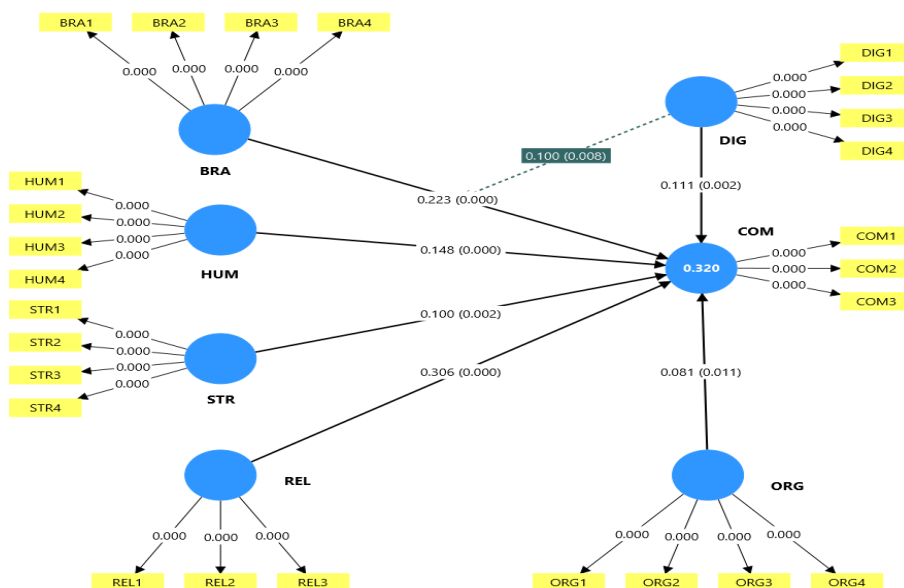 BRA1 BRA2 BRA3 BRA4
0.000 0.000 0.000 0.000
BRA
HUM1
HUM2
HUM3
HUM4
0.000
0.000
0.000
0.000
HUM
STR1
STR2
STR3
STR4
0.000
0.000
0.000
0.000
STR
REL
0.000 0.000 0.000
REL1 REL2 REL3
0.100 (0.008)
0.223 (0.000)
0.148 (0.000)
0.100 (0.002)
0.306 (0.000)
DIG
0.000
0.000
0.000
0.000
DIG1
DIG2
DIG3
DIG4
0.111 (0.002)
COM
0.320
0.000
0.000
0.000
COM1
COM2
COM3
0.081 (0.011)
ORG
0.000 0.000 0.000 0.000
ORG1 ORG2 ORG3 ORG4